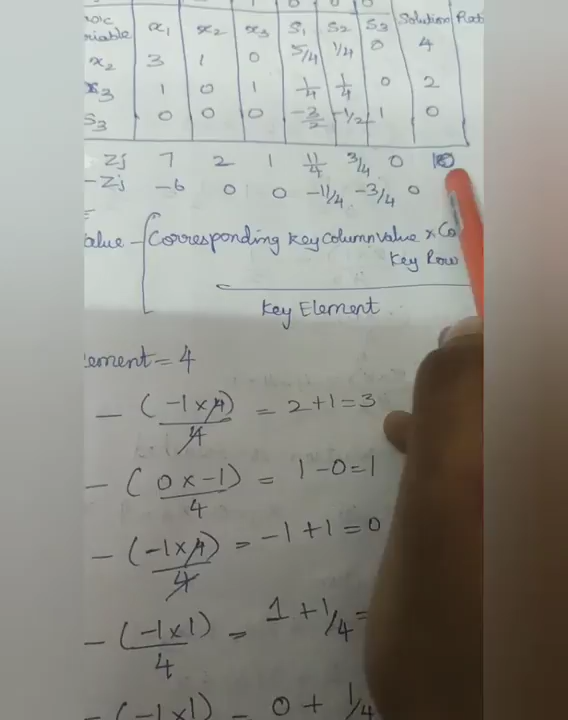 x₁ x₂ x₃ S₁ S₂ S₃ Solution
riable
x₂ 3 1 0 5/4 1/4 0 4
x3 1 0 1 1/4 1/4 0 2
S3 0 0 0 -3/2 -1/2 1 0
Zj 7 2 1 11/4 3/4 0 10
-Zj -6 0 0 -11/4 -3/4 0
alue - [Corresponding key column value x Co
key Row
Key Element
ement = 4
- (-1x4)/4 = 2+1=3
- (0x-1)/4 = 1-0=1
- (-1x4)/4 = -1+1=0
- (-1x1)/4 = 1+1/4=
- (-1x1) = 0+ 1/4